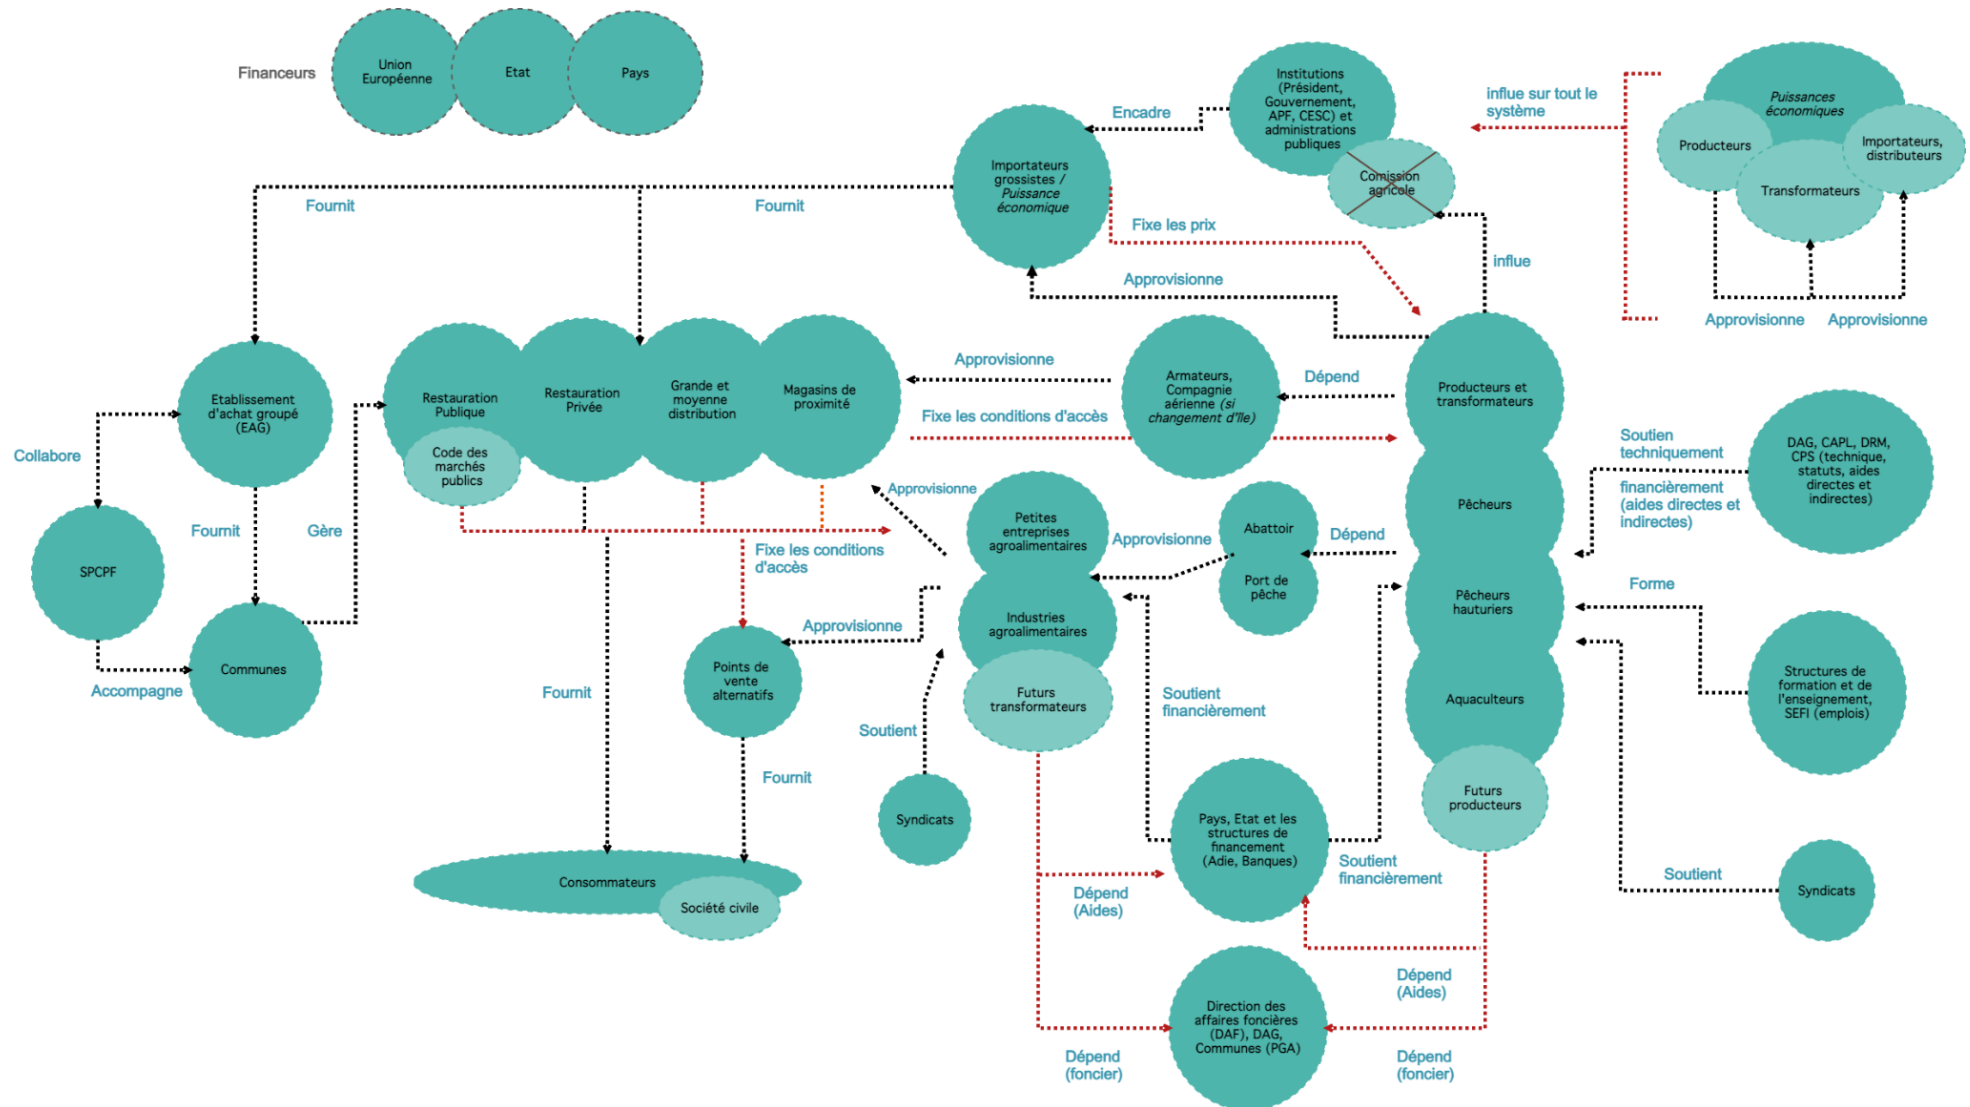 Financeurs
Union
Européenne
Etat
Pays
Institutions
(Président,
Gouvernement,
APF, CESC) et
administrations
publiques
Comission
agricole
Encadre
influe sur tout le
système
Puissances
économiques
Producteurs
Importateurs,
distributeurs
Transformateurs
Approvisionne
Approvisionne
Importateurs
grossistes /
Puissance
économique
Fournit
Fournit
Fixe les prix
Approvisionne
influe
Etablissement
d'achat groupé
(EAG)
Restauration
Publique
Code des
marchés
publics
Restauration
Privée
Grande et
moyenne
distribution
Magasins de
proximité
Approvisionne
Fixe les conditions d'accès
Armateurs,
Compagnie
aérienne (si
changement d'île)
Dépend
Producteurs et
transformateurs
Pêcheurs
Pêcheurs
hauturiers
Aquaculteurs
Futurs
producteurs
Soutien
techniquement
financièrement
(aides directes et
indirectes)
DAG, CAPL, DRM,
CPS (technique,
statuts, aides
directes et
indirectes)
Collabore
Fournit
Gère
SPCPF
Accompagne
Communes
Approvisionne
Fixe les conditions
d'accès
Petites
entreprises
agroalimentaires
Industries
agroalimentaires
Futurs
transformateurs
Approvisionne
Abattoir
Port de
pêche
Dépend
Forme
Structures de
formation et de
l'enseignement,
SEFI (emplois)
Approvisionne
Points de
vente
alternatifs
Fournit
Fournit
Soutient
Syndicats
Soutient
financièrement
Pays, Etat et les
structures de
financement
(Adie, Banques)
Soutient
financièrement
Soutient
Syndicats
Consommateurs
Société civile
Dépend
(Aides)
Dépend
(Aides)
Direction des
affaires foncières
(DAF), DAG,
Communes (PGA)
Dépend
(foncier)
Dépend
(foncier)